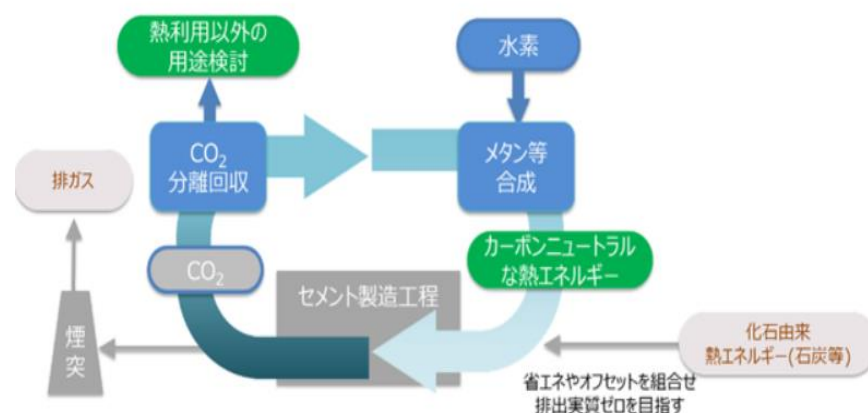 熱利用以外の
用途検討
水素
CO₂
分離回収
メタン等
合成
排ガス
カーボンニュートラル
な熱エネルギー
CO₂
セメント製造工程
煙
突
化石由来
熱エネルギー(石炭等)
省エネやオフセットを組合せ
排出実質ゼロを目指す